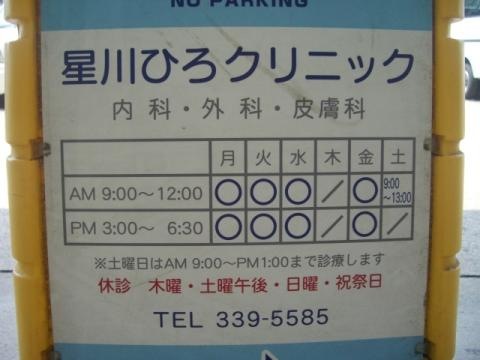 NO PARKING
星川ひろクリニック
内科・外科・皮膚科
月 火 水 木 金 土
AM 9:00～12:00 ○ ○ ○ ／ ○ 9:00～13:00
PM 3:00～ 6:30 ○ ○ ○ ／ ○ ／
※土曜日はAM 9:00～PM1:00まで診療します
休診 木曜・土曜午後・日曜・祝祭日
TEL 339-5585